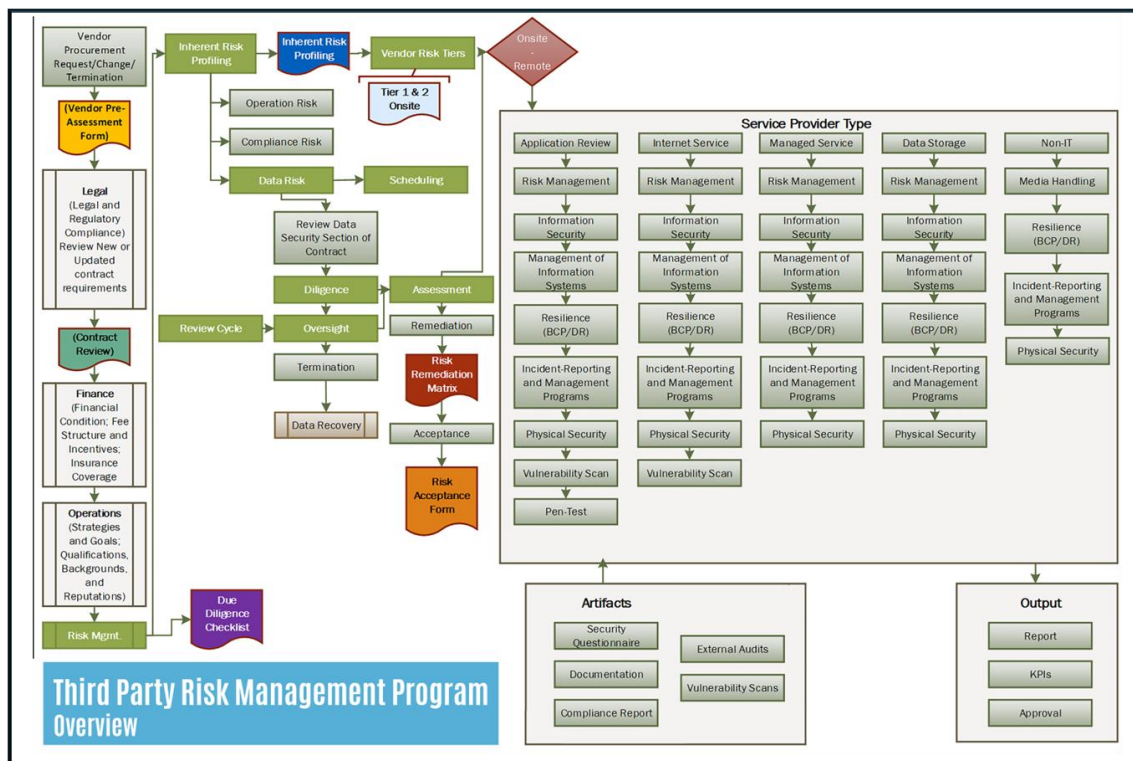 Vendor
Procurement
Request/Change/
Termination
(Vendor Pre-
Assessment
Form)
Legal
(Legal and
Regulatory
Compliance)
Review New or
Updated
contract
requirements
(Contract
Review)
Finance
(Financial
Condition; Fee
Structure and
Incentives;
Insurance
Coverage
Operations
(Strategies and
Goals;
Qualifications,
Backgrounds,
and
Reputations)
Risk Mgmt.
Due
Diligence
Checklist
Inherent Risk
Profiling
Inherent Risk
Profiling
Vendor Risk Tiers
Tier 1 & 2
Onsite
Onsite
-
Remote
Operation Risk
Compliance Risk
Data Risk
Scheduling
Review Data
Security Section of
Contract
Diligence
Assessment
Review Cycle
Oversight
Remediation
Termination
Risk
Remediation
Matrix
Data Recovery
Acceptance
Risk
Acceptance
Form
Service Provider Type
Application Review
Risk Management
Information
Security
Management of
Information
Systems
Resilience
(BCP/DR)
Incident-Reporting
and Management
Programs
Physical Security
Vulnerability Scan
Pen-Test
Internet Service
Risk Management
Information
Security
Management of
Information
Systems
Resilience
(BCP/DR)
Incident-Reporting
and Management
Programs
Physical Security
Vulnerability Scan
Managed Service
Risk Management
Information
Security
Management of
Information
Systems
Resilience
(BCP/DR)
Incident-Reporting
and Management
Programs
Physical Security
Data Storage
Risk Management
Information
Security
Management of
Information
Systems
Resilience
(BCP/DR)
Incident-Reporting
and Management
Programs
Physical Security
Non-IT
Media Handling
Resilience
(BCP/DR)
Incident-Reporting
and Management
Programs
Physical Security
Artifacts
Security
Questionnaire
Documentation
Compliance Report
External Audits
Vulnerability Scans
Output
Report
KPIs
Approval
Third Party Risk Management Program
Overview